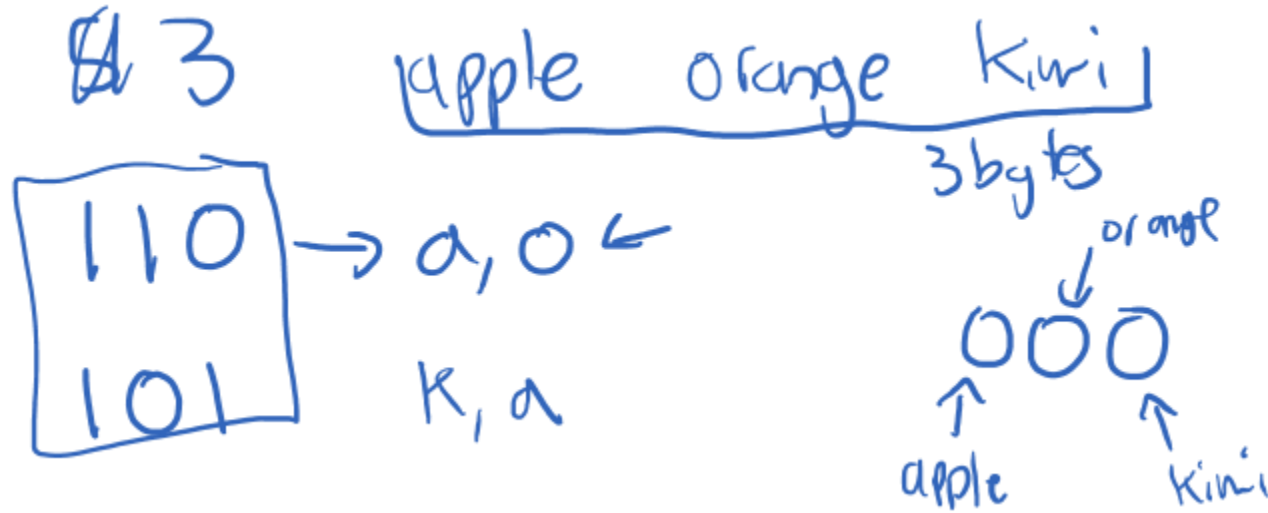 3 apple orange kiwi
3 bytes
110 → a, o ←
orange
000
101 k, a
apple kiwi